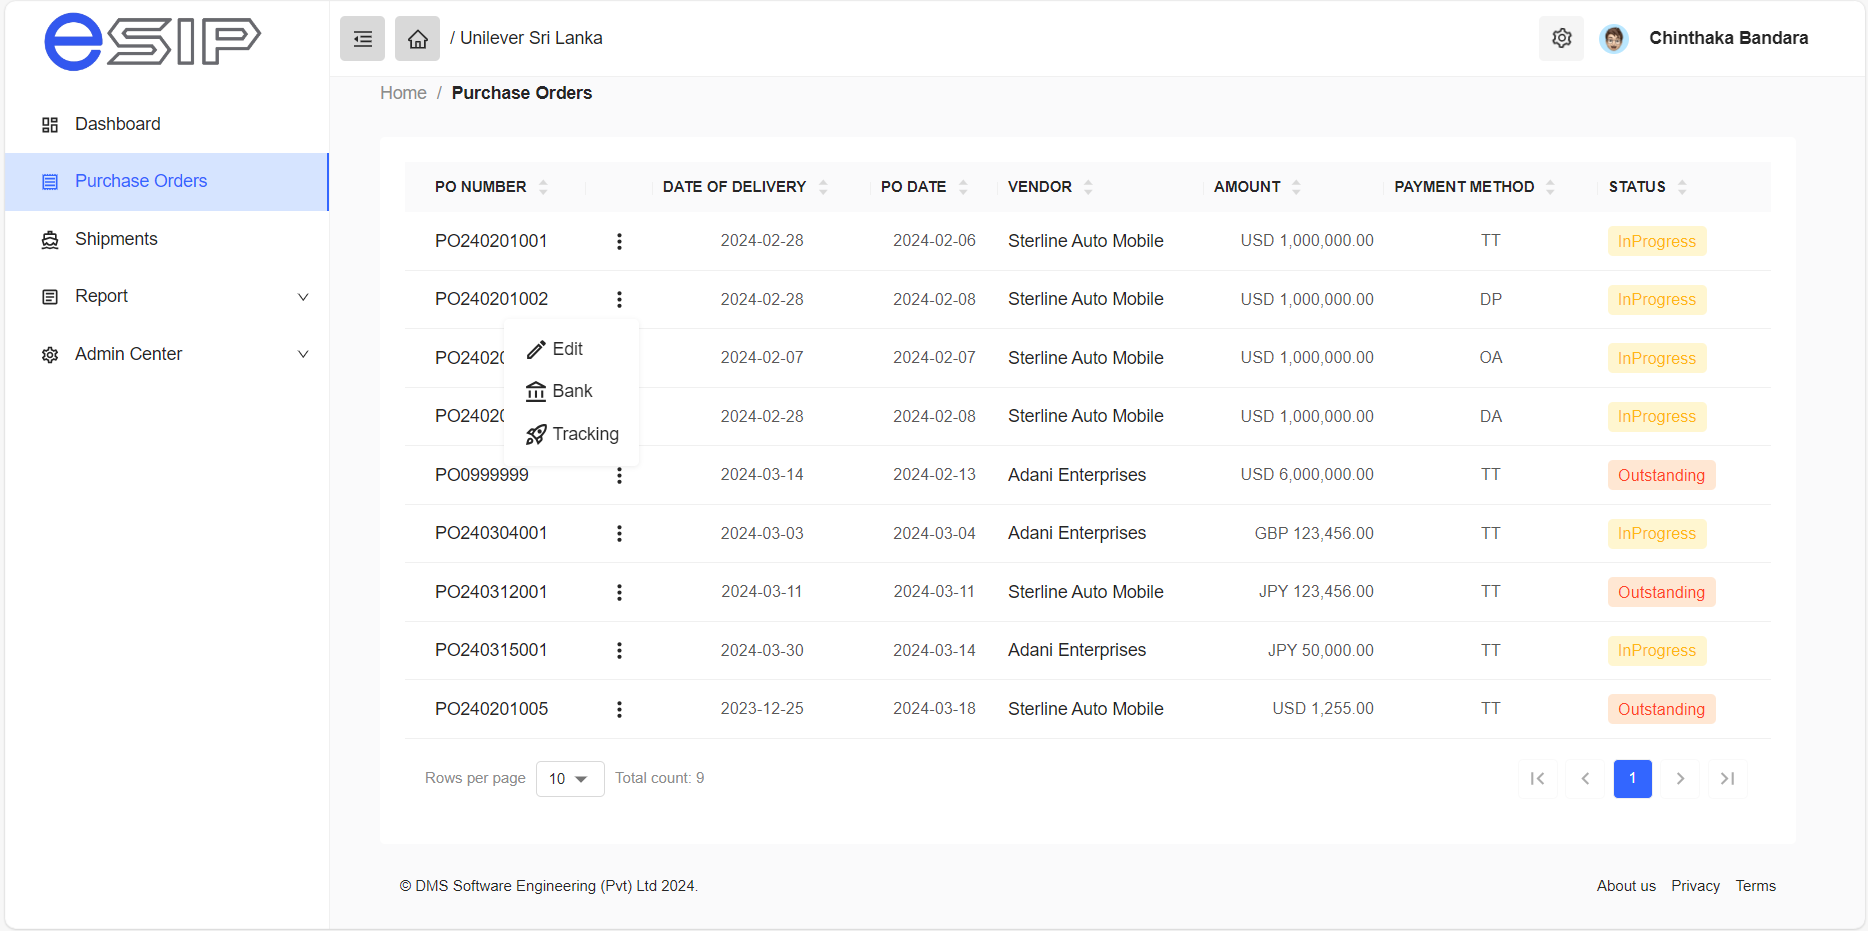 eSIP
/ Unilever Sri Lanka
Chinthaka Bandara
Home / Purchase Orders
Dashboard
Purchase Orders
Shipments
Report
Admin Center
PO NUMBER DATE OF DELIVERY PO DATE VENDOR AMOUNT PAYMENT METHOD STATUS
PO240201001 2024-02-28 2024-02-06 Sterline Auto Mobile USD 1,000,000.00 TT InProgress
PO240201002 2024-02-28 2024-02-08 Sterline Auto Mobile USD 1,000,000.00 DP InProgress
PO24020 2024-02-07 2024-02-07 Sterline Auto Mobile USD 1,000,000.00 OA InProgress
PO24020 2024-02-28 2024-02-08 Sterline Auto Mobile USD 1,000,000.00 DA InProgress
Edit
Bank
Tracking
PO0999999 2024-03-14 2024-02-13 Adani Enterprises USD 6,000,000.00 TT Outstanding
PO240304001 2024-03-03 2024-03-04 Adani Enterprises GBP 123,456.00 TT InProgress
PO240312001 2024-03-11 2024-03-11 Sterline Auto Mobile JPY 123,456.00 TT Outstanding
PO240315001 2024-03-30 2024-03-14 Adani Enterprises JPY 50,000.00 TT InProgress
PO240201005 2023-12-25 2024-03-18 Sterline Auto Mobile USD 1,255.00 TT Outstanding
Rows per page 10 Total count: 9
1
© DMS Software Engineering (Pvt) Ltd 2024.
About us Privacy Terms